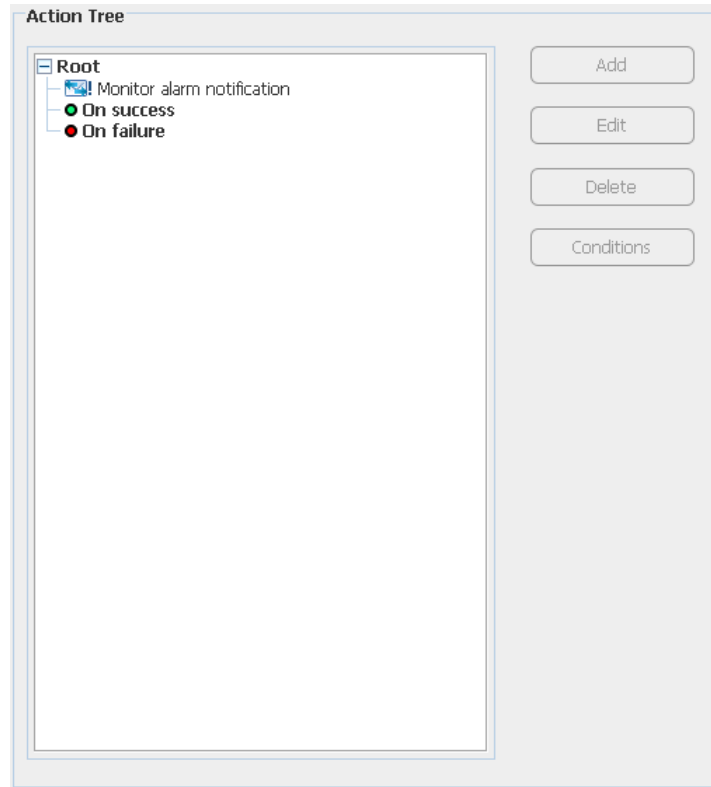 Action Tree
Root
Monitor alarm notification
On success
On failure
Add
Edit
Delete
Conditions